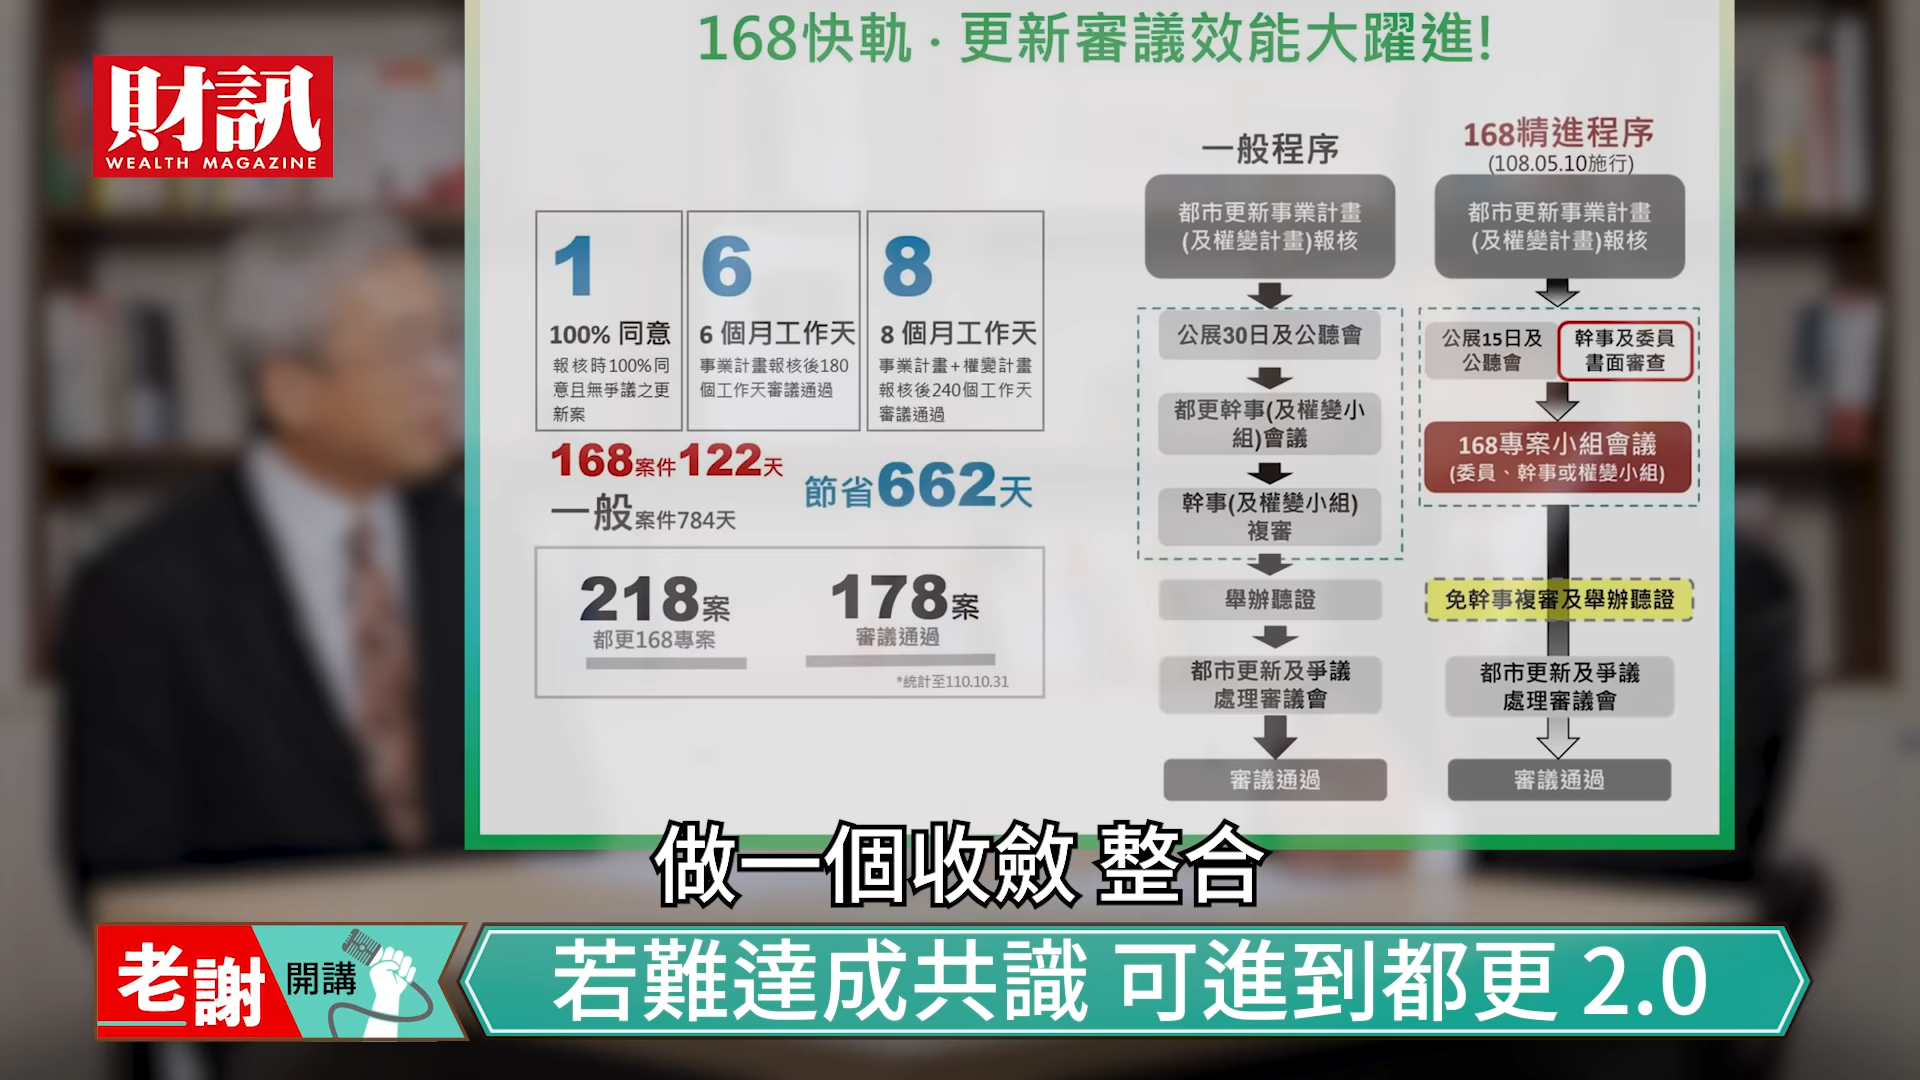 168快軌·更新審議效能大躍進!
財訊
WEALTH MAGAZINE
1
100% 同意
報核時100%同
意且無爭議之更
新案
6
6 個月工作天
事業計畫報核後180
個工作天審議通過
8
8 個月工作天
事業計畫+權變計畫
報核後240個工作天
審議通過
168案件122天
一般案件784天
節省662天
218案
都更168專案
178案
審議通過
*統計至110.10.31
一般程序
都市更新事業計畫
(及權變計畫)報核
公展30日及公聽會
都更幹事(及權變小
組)會議
幹事(及權變小組)
複審
舉辦聽證
都市更新及爭議
處理審議會
審議通過
168精進程序
(108.05.10施行)
都市更新事業計畫
(及權變計畫)報核
公展15日及
公聽會
幹事及委員
書面審查
168專案小組會議
(委員、幹事或權變小組)
免幹事複審及舉辦聽證
都市更新及爭議
處理審議會
審議通過
做一個收斂 整合
老謝 開講
若難達成共識 可進到都更 2.0